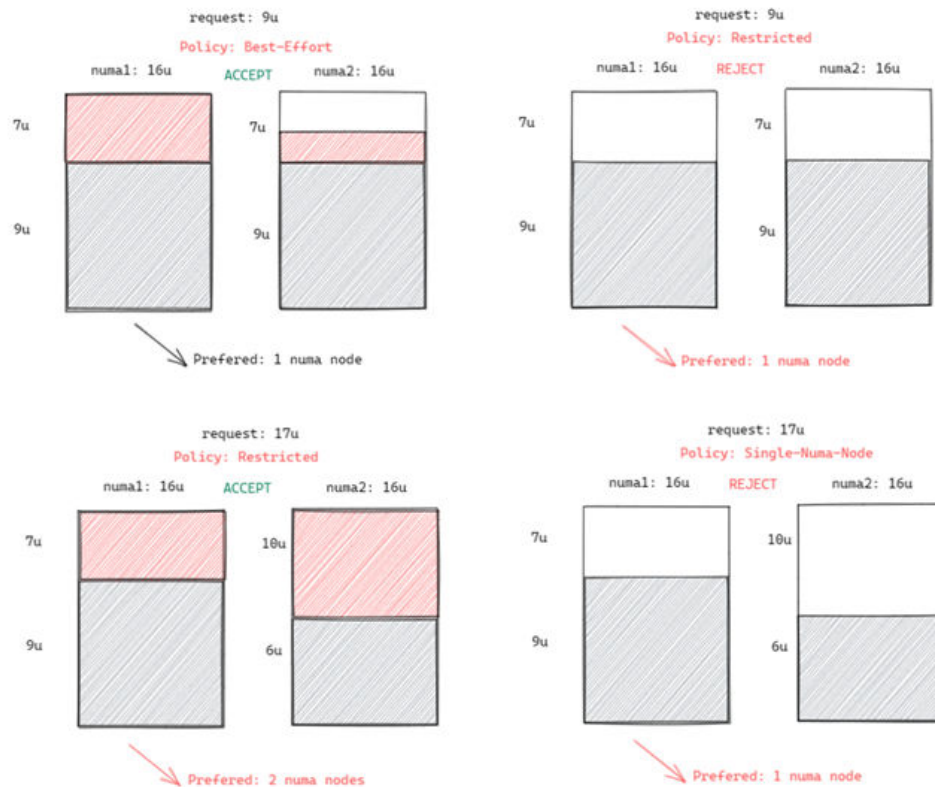 request: 9u
Policy: Best-Effort
numa1: 16u ACCEPT numa2: 16u
7u 7u
9u 9u
Prefered: 1 numa node
request: 9u
Policy: Restricted
numa1: 16u REJECT numa2: 16u
7u 7u
9u 9u
Prefered: 1 numa node
request: 17u
Policy: Restricted
numa1: 16u ACCEPT numa2: 16u
7u 10u
9u 6u
Prefered: 2 numa nodes
request: 17u
Policy: Single-Numa-Node
numa1: 16u REJECT numa2: 16u
7u 10u
9u 6u
Prefered: 1 numa node